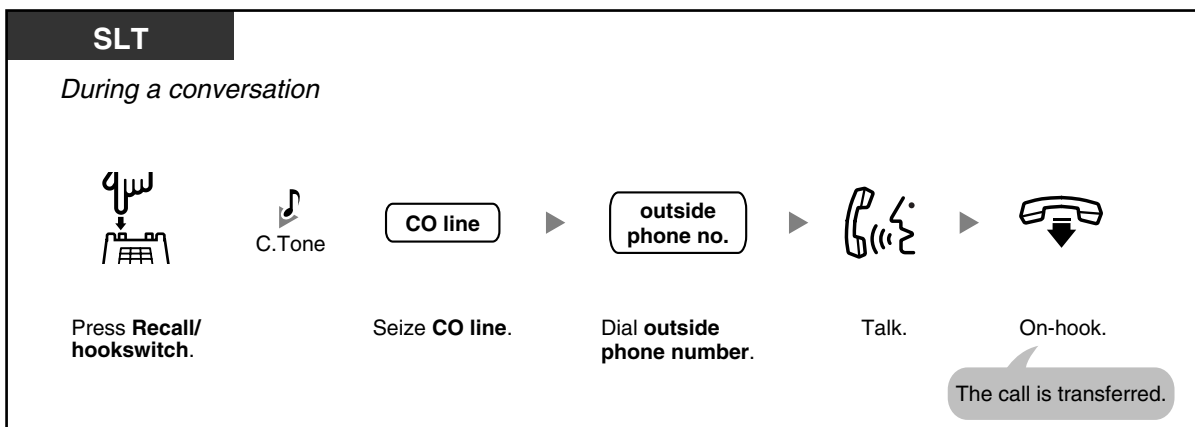 SLT
During a conversation
C.Tone
CO line
outside
phone no.
Press Recall/
hookswitch.
Seize CO line.
Dial outside
phone number.
Talk.
On-hook.
The call is transferred.